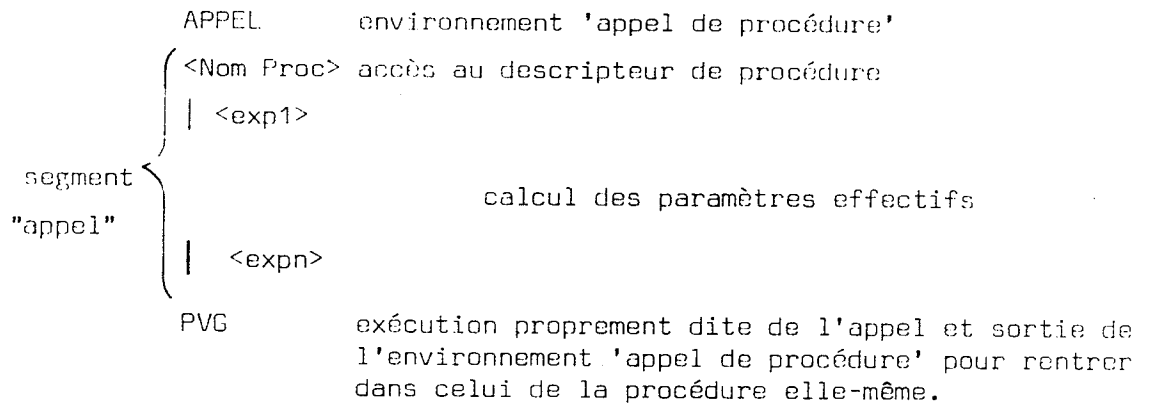 APPEL environnement 'appel de procédure'
<Nom Proc> accès au descripteur de procédure
| <exp1>
segment
calcul des paramètres effectifs
"appel"
| <expn>
PVG exécution proprement dite de l'appel et sortie de
l'environnement 'appel de procédure' pour rentrer
dans celui de la procédure elle-même.